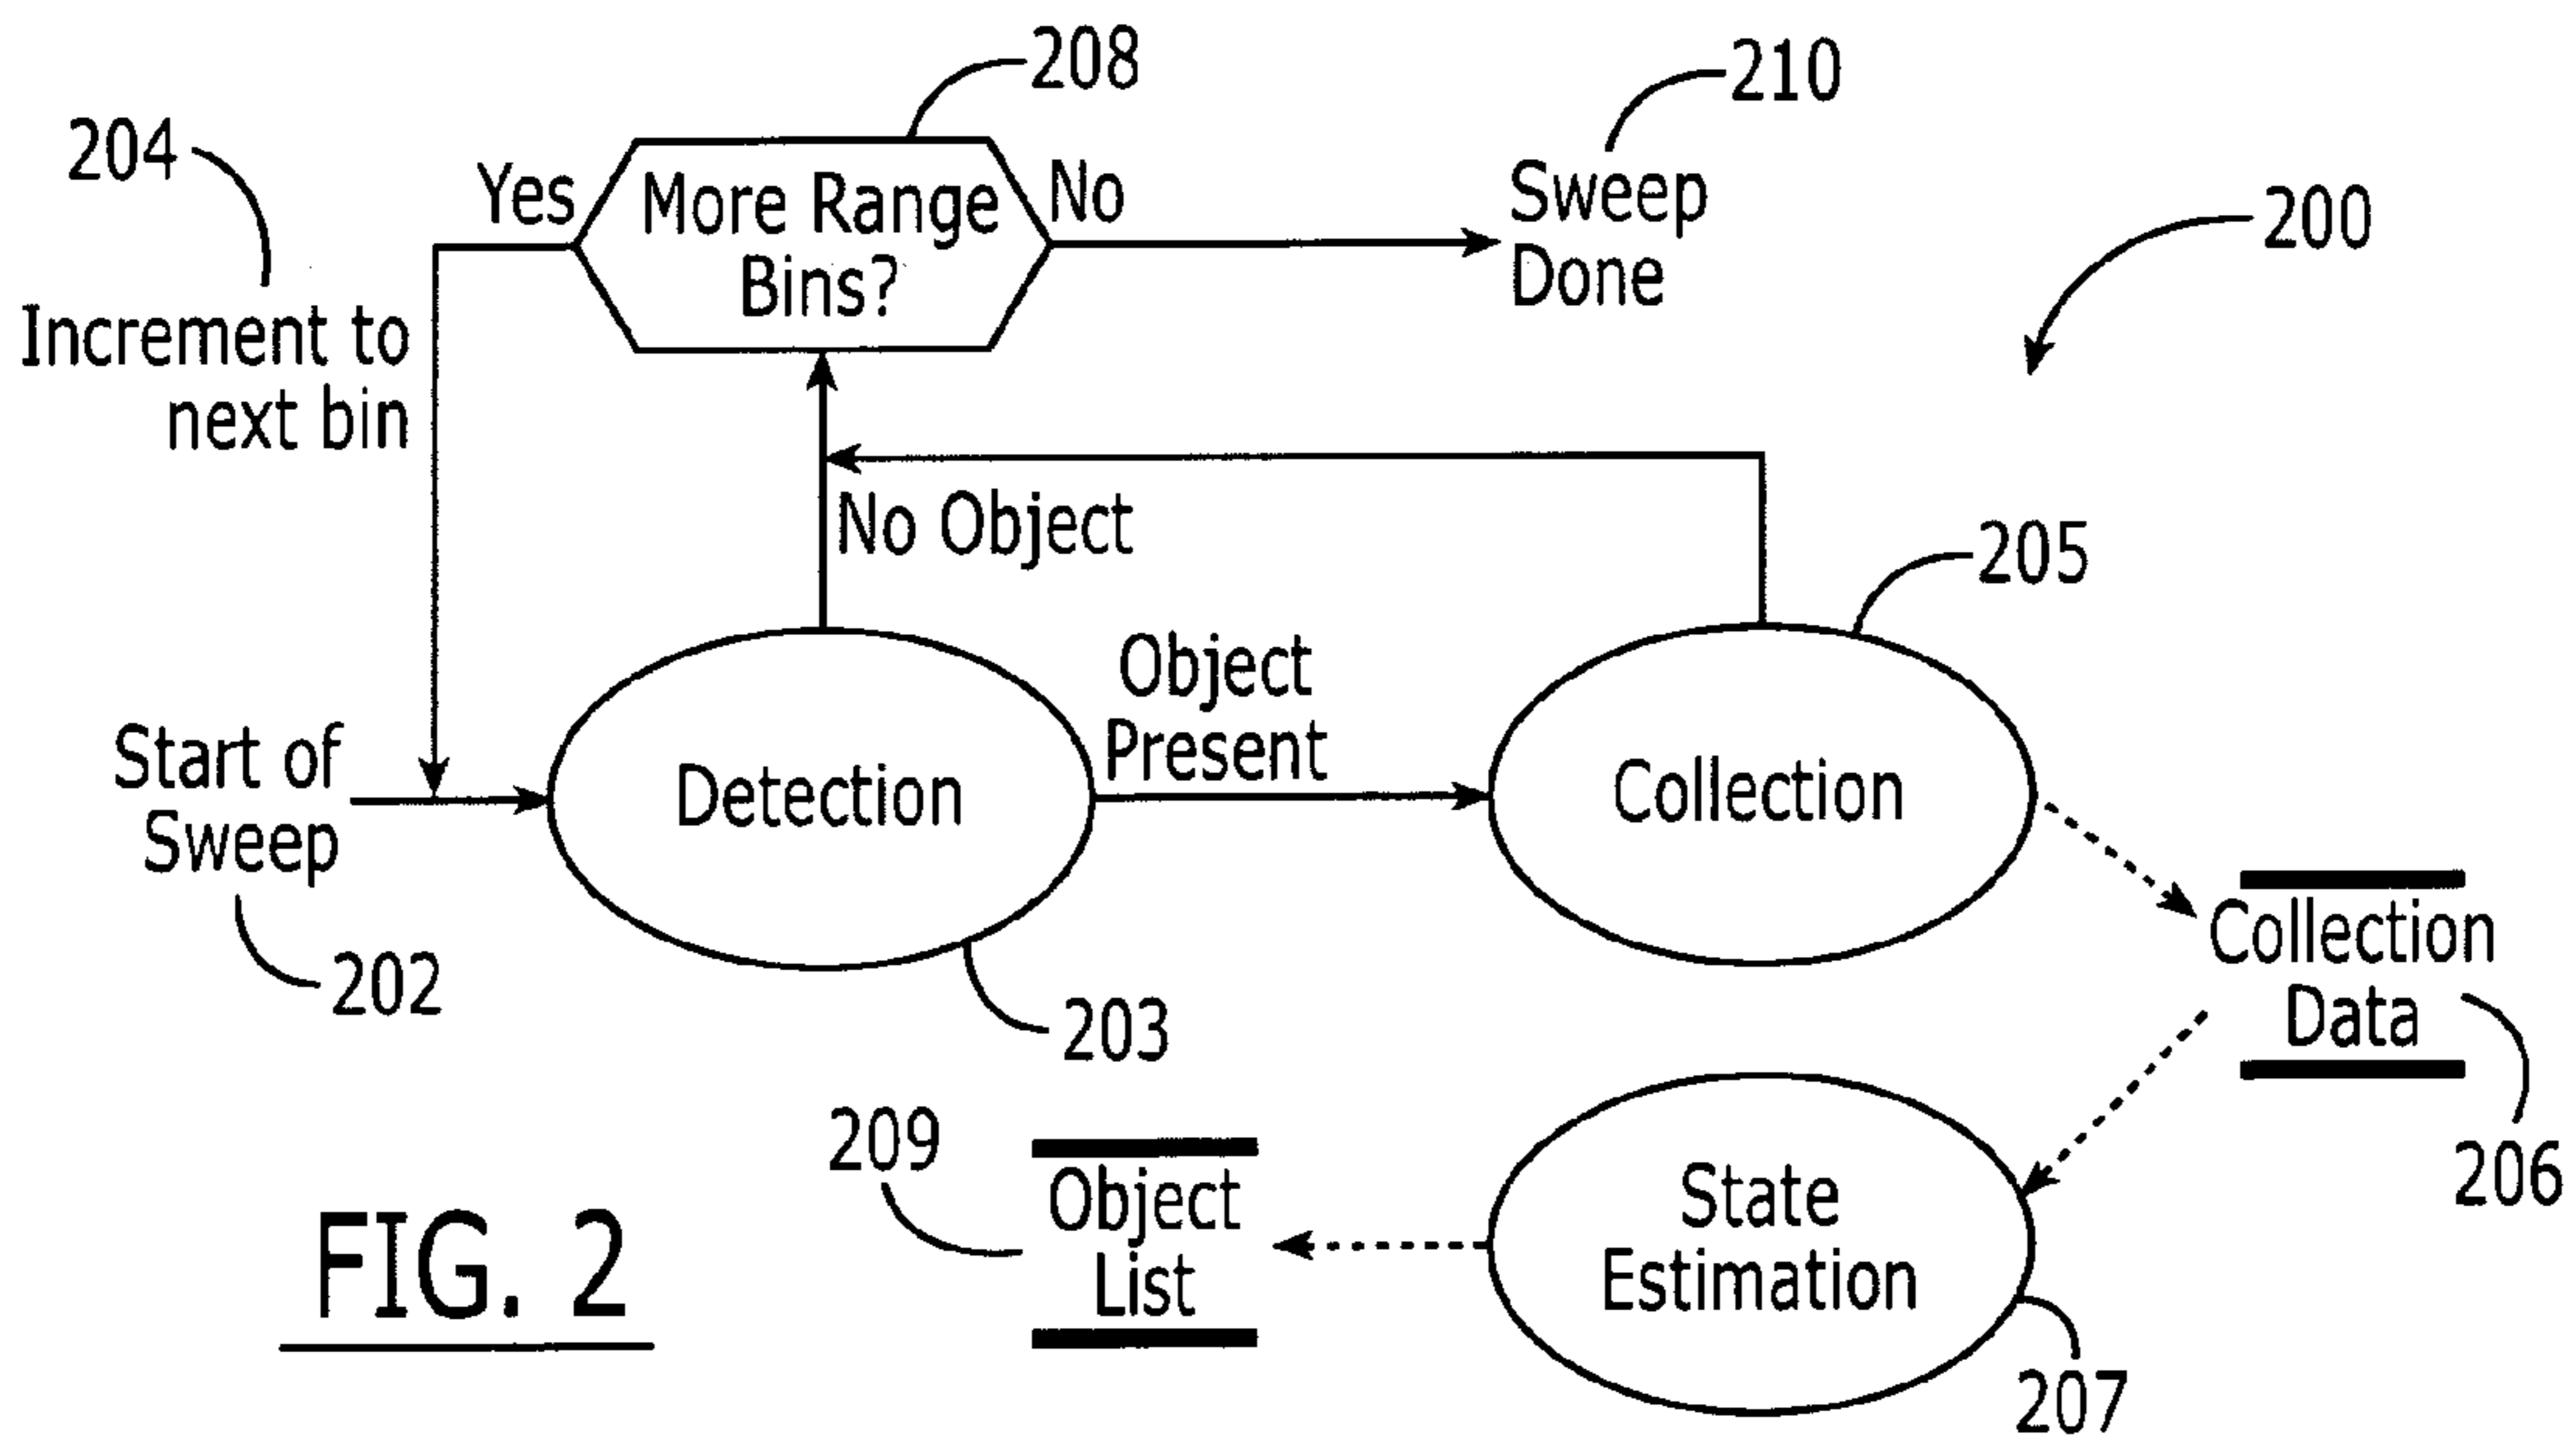 208
210
204
Yes
More Range
Bins?
No
Sweep
Done
200
Increment to
next bin
No Object
205
Object
Present
Start of
Sweep
Detection
Collection
202
203
Collection
Data
206
209
Object
List
State
Estimation
207
FIG. 2